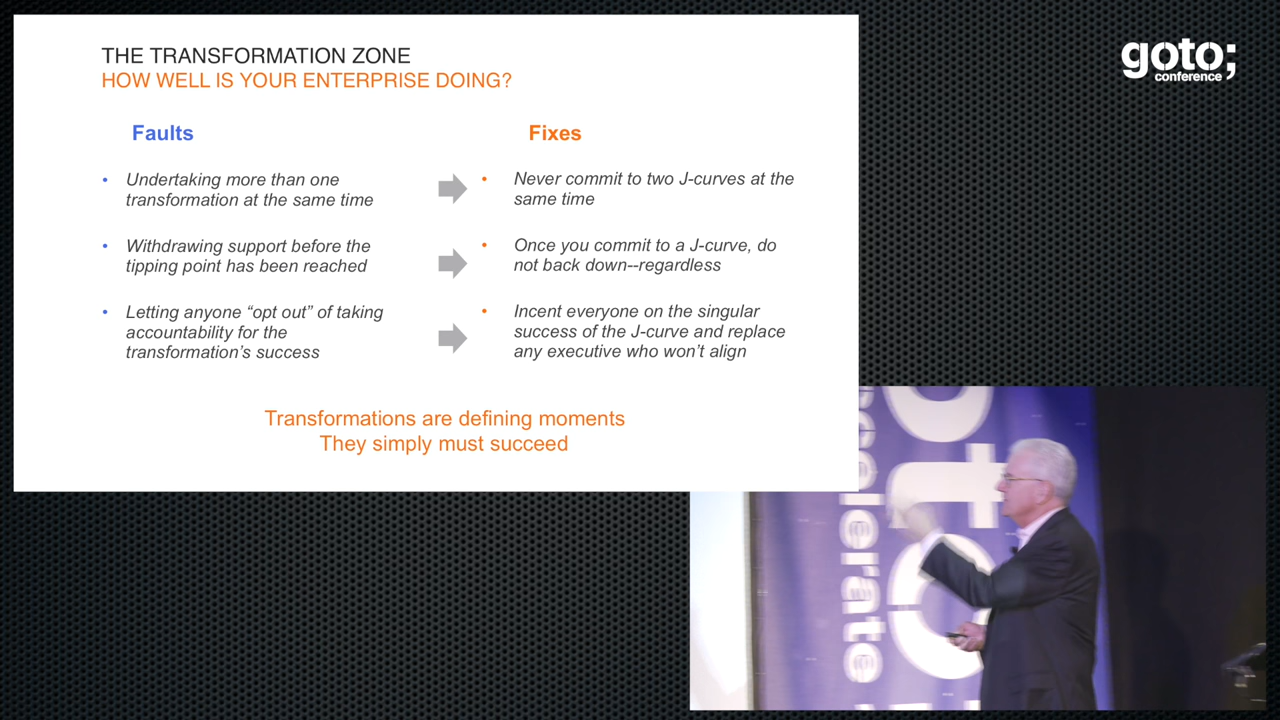 THE TRANSFORMATION ZONE
HOW WELL IS YOUR ENTERPRISE DOING?
Faults
Fixes
• Undertaking more than one
transformation at the same time
• Never commit to two J-curves at the
same time
• Withdrawing support before the
tipping point has been reached
• Once you commit to a J-curve, do
not back down--regardless
• Letting anyone “opt out” of taking
accountability for the
transformation’s success
• Incent everyone on the singular
success of the J-curve and replace
any executive who won’t align
Transformations are defining moments
They simply must succeed
goto;
conference